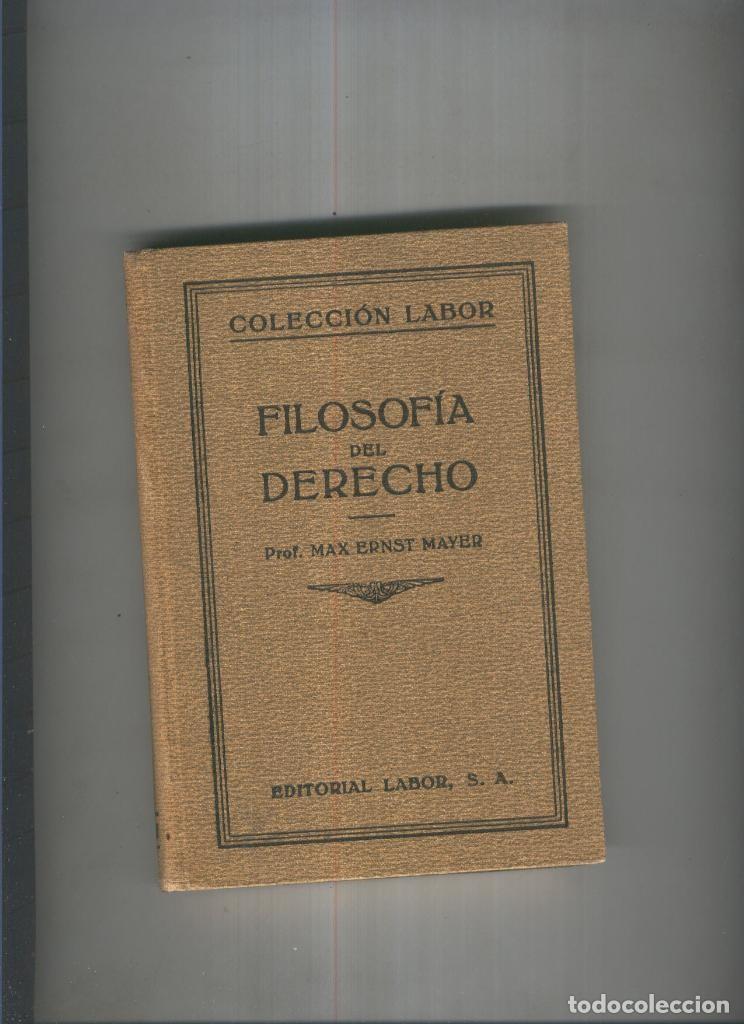 COLECCIÓN LABOR
FILOSOFÍA
DEL
DERECHO
Prof. MAX ERNST MAYER
EDITORIAL LABOR, S. A.
todocoleccion